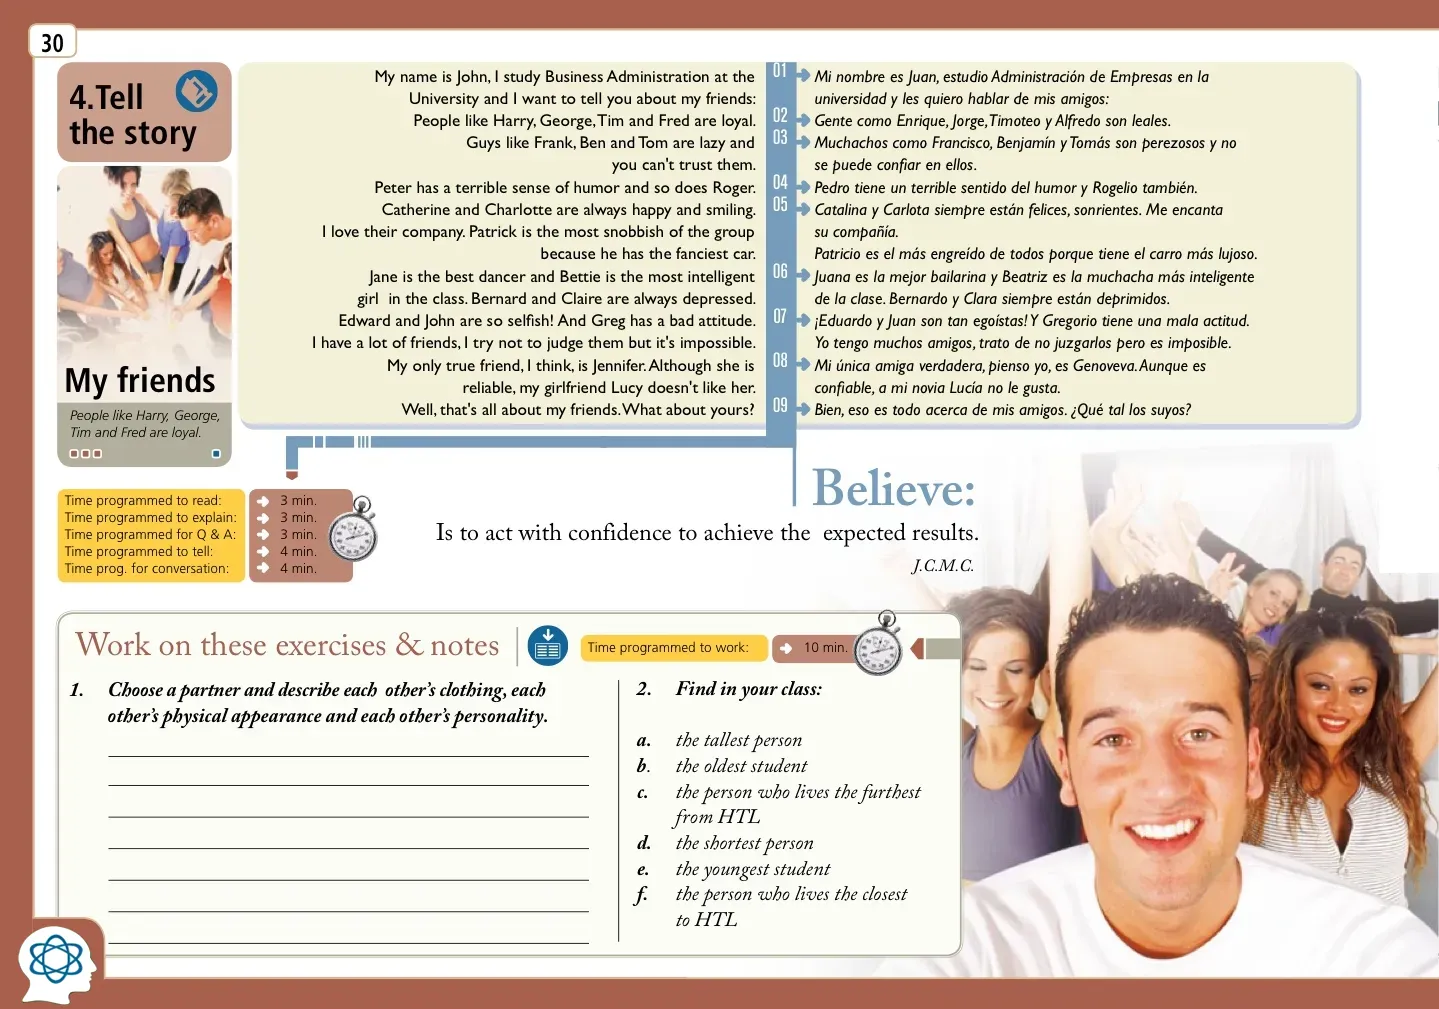 30
4.Tell
the story
My friends
People like Harry, George,
Tim and Fred are loyal.
My name is John, I study Business Administration at the
University and I want to tell you about my friends:
People like Harry, George, Tim and Fred are loyal.
Guys like Frank, Ben and Tom are lazy and
you can't trust them.
Peter has a terrible sense of humor and so does Roger.
Catherine and Charlotte are always happy and smiling.
I love their company. Patrick is the most snobbish of the group
because he has the fanciest car.
Jane is the best dancer and Bettie is the most intelligent
girl in the class. Bernard and Claire are always depressed.
Edward and John are so selfish! And Greg has a bad attitude.
I have a lot of friends, I try not to judge them but it's impossible.
My only true friend, I think, is Jennifer. Although she is
reliable, my girlfriend Lucy doesn't like her.
Well, that's all about my friends. What about yours?
01
02
03
04
05
06
07
08
09
Mi nombre es Juan, estudio Administración de Empresas en la
universidad y les quiero hablar de mis amigos:
Gente como Enrique, Jorge, Timoteo y Alfredo son leales.
Muchachos como Francisco, Benjamín y Tomás son perezosos y no
se puede confiar en ellos.
Pedro tiene un terrible sentido del humor y Rogelio también.
Catalina y Carlota siempre están felices, sonrientes. Me encanta
su compañía.
Patricio es el más engreído de todos porque tiene el carro más lujoso.
Juana es la mejor bailarina y Beatriz es la muchacha más inteligente
de la clase. Bernardo y Clara siempre están deprimidos.
¡Eduardo y Juan son tan egoístas! Y Gregorio tiene una mala actitud.
Yo tengo muchos amigos, trato de no juzgarlos pero es imposible.
Mi única amiga verdadera, pienso yo, es Genoveva. Aunque es
confiable, a mi novia Lucía no le gusta.
Bien, eso es todo acerca de mis amigos. ¿Qué tal los suyos?
Time programmed to read: 3 min.
Time programmed to explain: 3 min.
Time programmed for Q & A: 3 min.
Time programmed to tell: 4 min.
Time prog. for conversation: 4 min.
Believe:
Is to act with confidence to achieve the expected results.
J.C.M.C.
Work on these exercises & notes
Time programmed to work: 10 min.
1. Choose a partner and describe each other's clothing, each
other's physical appearance and each other's personality.
2. Find in your class:
a. the tallest person
b. the oldest student
c. the person who lives the furthest
from HTL
d. the shortest person
e. the youngest student
f. the person who lives the closest
to HTL